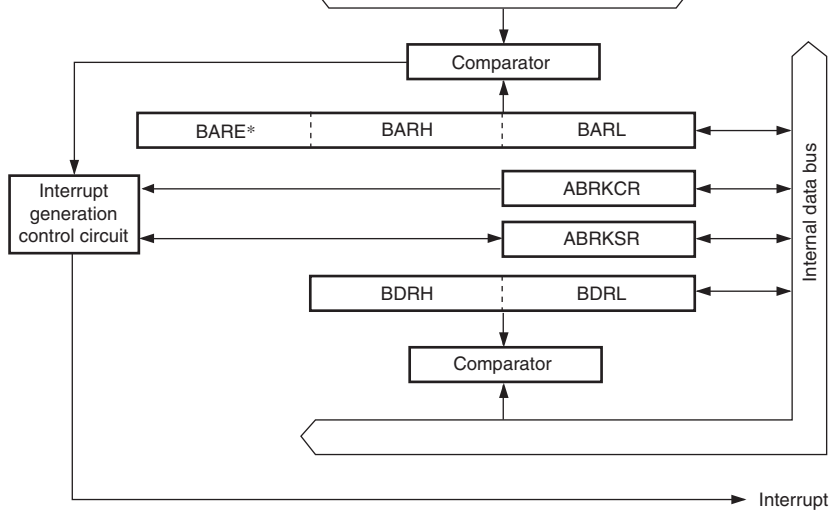 Comparator
BARE*
BARH
BARL
Internal data bus
Interrupt
generation
control circuit
ABRKCR
ABRKSR
BDRH
BDRL
Comparator
Interrupt